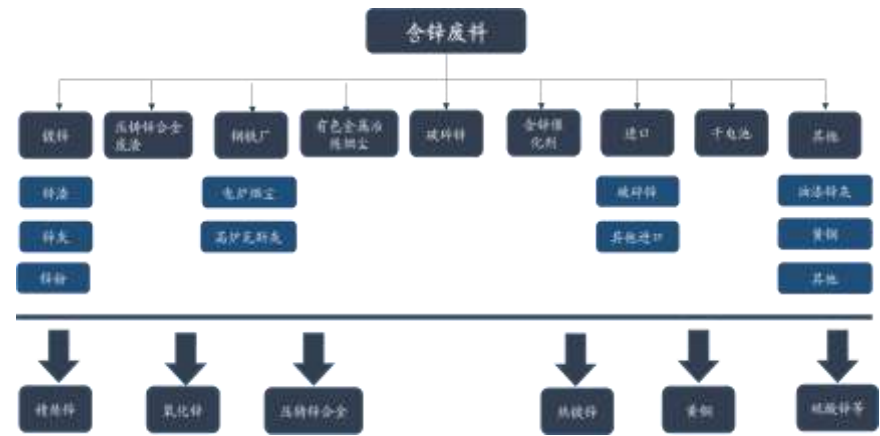 含锌废料
镀锌
压铸锌合金
废渣
钢铁厂
有色金属冶
炼烟尘
破碎锌
含锌催
化剂
进口
干电池
其他
锌渣
电炉烟尘
破碎锌
油漆锌灰
锌灰
高炉瓦斯灰
其他进口
黄铜
锌粉
其他
精炼锌
氧化锌
压铸锌合金
热镀锌
黄铜
硫酸锌等